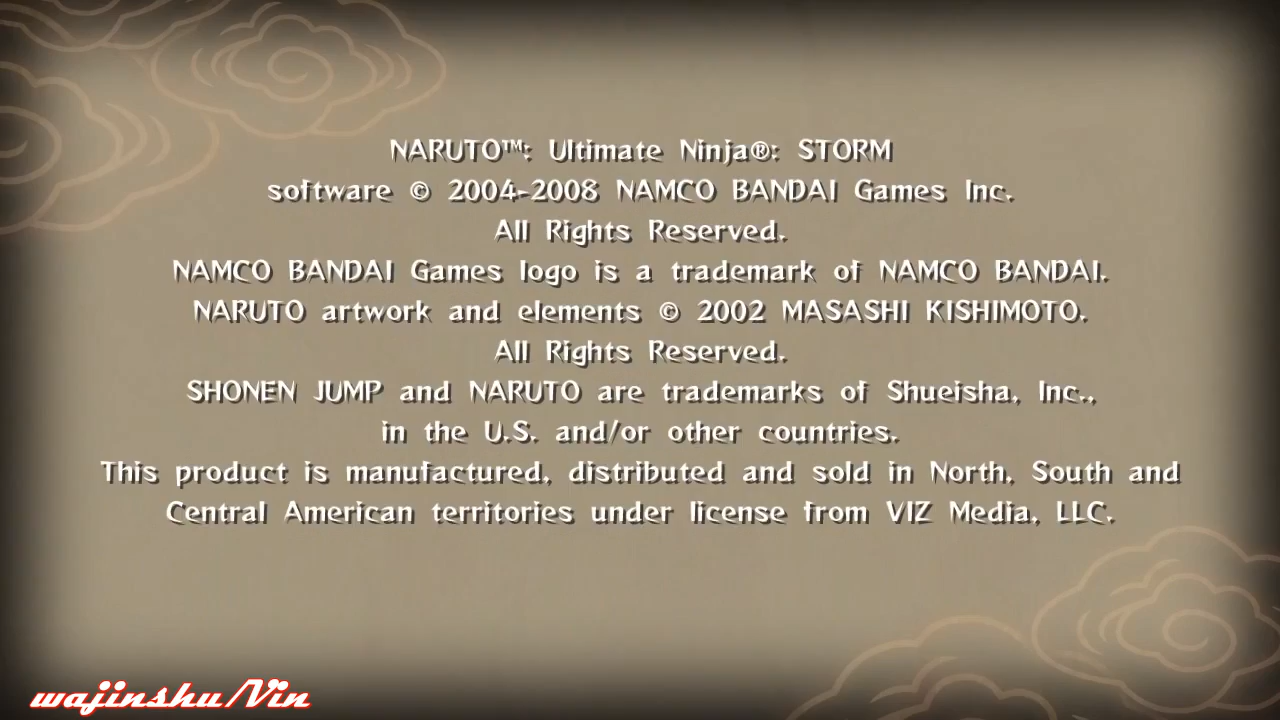 NARUTO™: Ultimate Ninja®: STORM
software © 2004-2008 NAMCO BANDAI Games Inc.
All Rights Reserved.
NAMCO BANDAI Games logo is a trademark of NAMCO BANDAI.
NARUTO artwork and elements © 2002 MASASHI KISHIMOTO.
All Rights Reserved.
SHONEN JUMP and NARUTO are trademarks of Shueisha, Inc.,
in the U.S. and/or other countries.
This product is manufactured, distributed and sold in North, South and
Central American territories under license from VIZ Media, LLC.
wajinshu/Vin